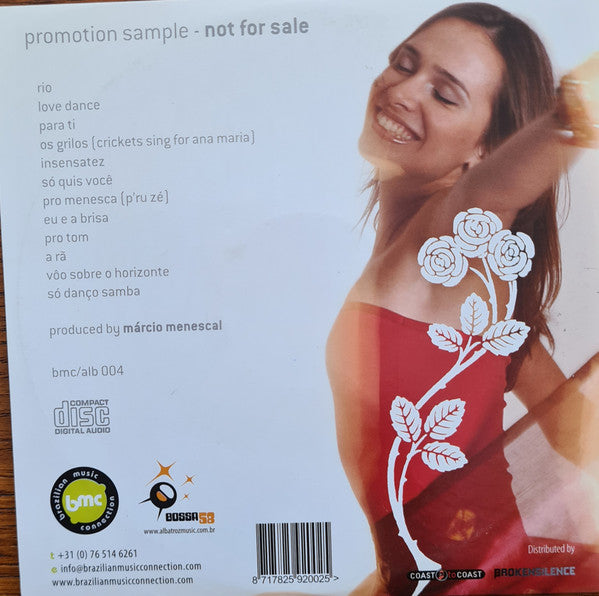 promotion sample - not for sale
rio
love dance
para ti
os grilos (crickets sing for ana maria)
insensatez
só quis você
pro menesca (p'ru zé)
eu e a brisa
pro tom
a rã
vôo sobre o horizonte
só danço samba
produced by márcio menescal
bmc/alb 004
COMPACT
disc
DIGITAL AUDIO
brazilian music
bmc
connection
BOSSA58
www.albatrozmusic.com.br
t +31 (0) 76 514 6261
e info@brazilianmusicconnection.com
www.brazilianmusicconnection.com
8 717825 920025 >
Distributed by
COAST to COAST
BROKENSILENCE